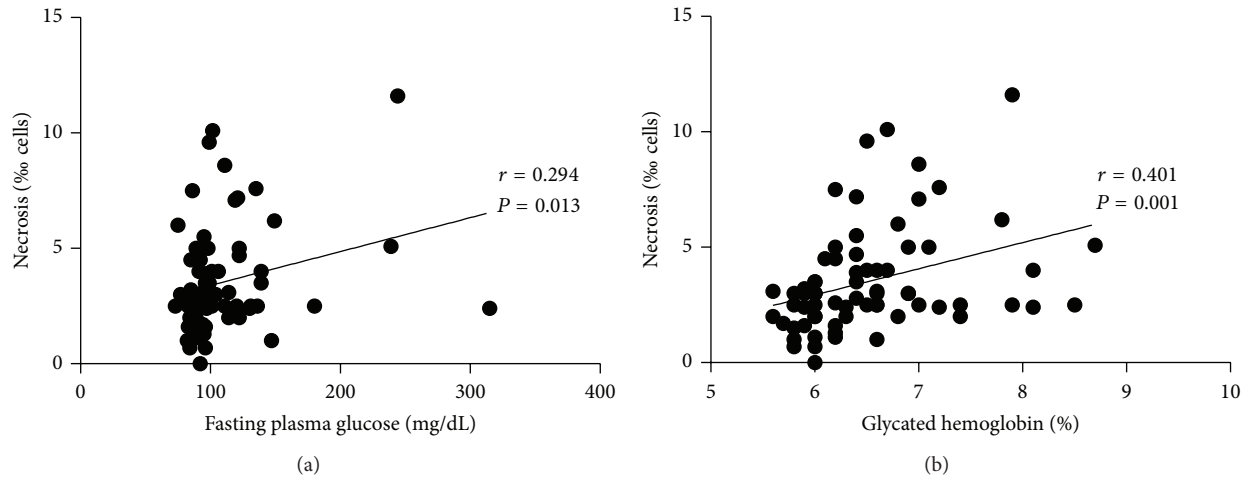 15
10
5
0
Necrosis (‰ cells)
r = 0.294
P = 0.013
0
100
200
300
400
Fasting plasma glucose (mg/dL)
(a)
15
10
5
0
Necrosis (‰ cells)
r = 0.401
P = 0.001
5
6
7
8
9
10
Glycated hemoglobin (%)
(b)